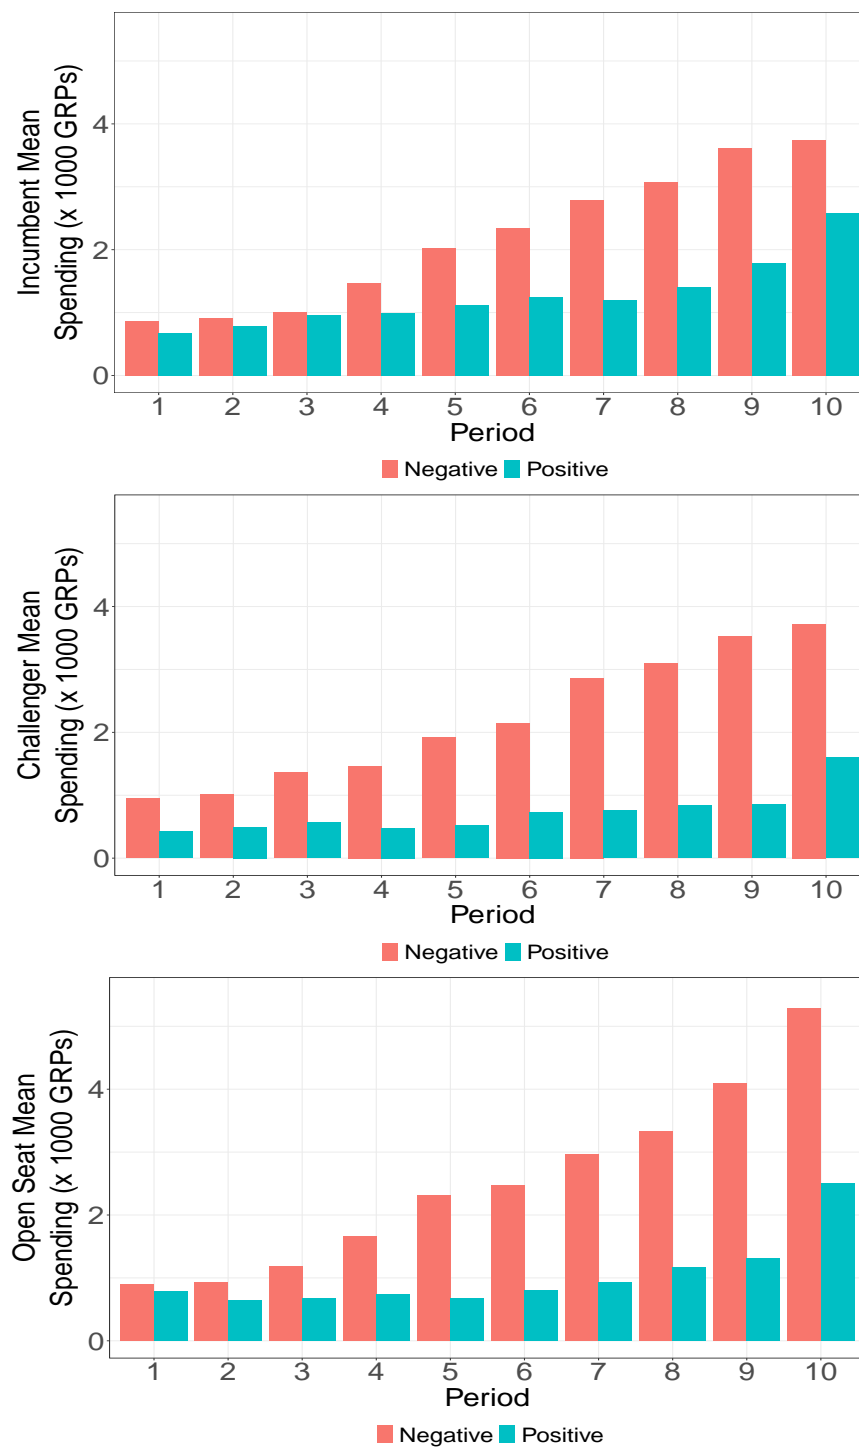 Incumbent Mean
Spending (x 1000 GRPs)
4
2
0
1 2 3 4 5 6 7 8 9 10
Period
Negative Positive
Challenger Mean
Spending (x 1000 GRPs)
4
2
0
1 2 3 4 5 6 7 8 9 10
Period
Negative Positive
Open Seat Mean
Spending (x 1000 GRPs)
4
2
0
1 2 3 4 5 6 7 8 9 10
Period
Negative Positive